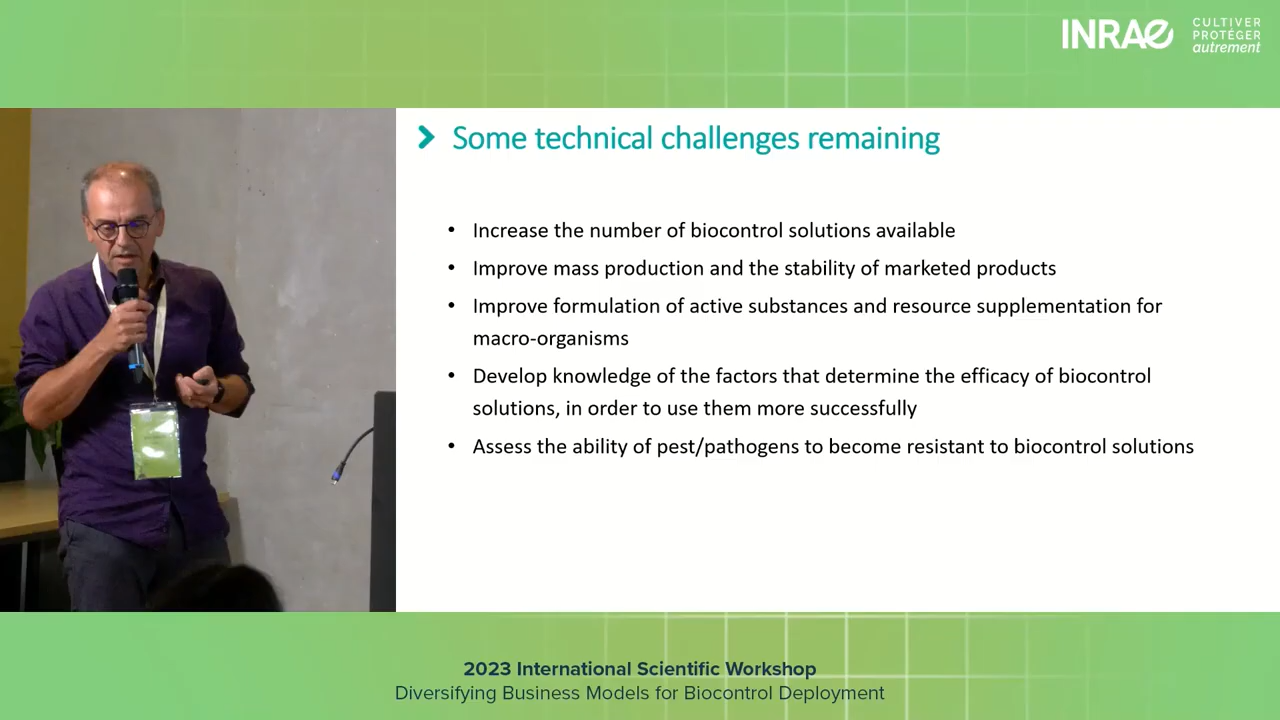 INRAE
CULTIVER
PROTÉGER
autrement
Some technical challenges remaining
• Increase the number of biocontrol solutions available
• Improve mass production and the stability of marketed products
• Improve formulation of active substances and resource supplementation for
macro-organisms
• Develop knowledge of the factors that determine the efficacy of biocontrol
solutions, in order to use them more successfully
• Assess the ability of pest/pathogens to become resistant to biocontrol solutions
2023 International Scientific Workshop
Diversifying Business Models for Biocontrol Deployment